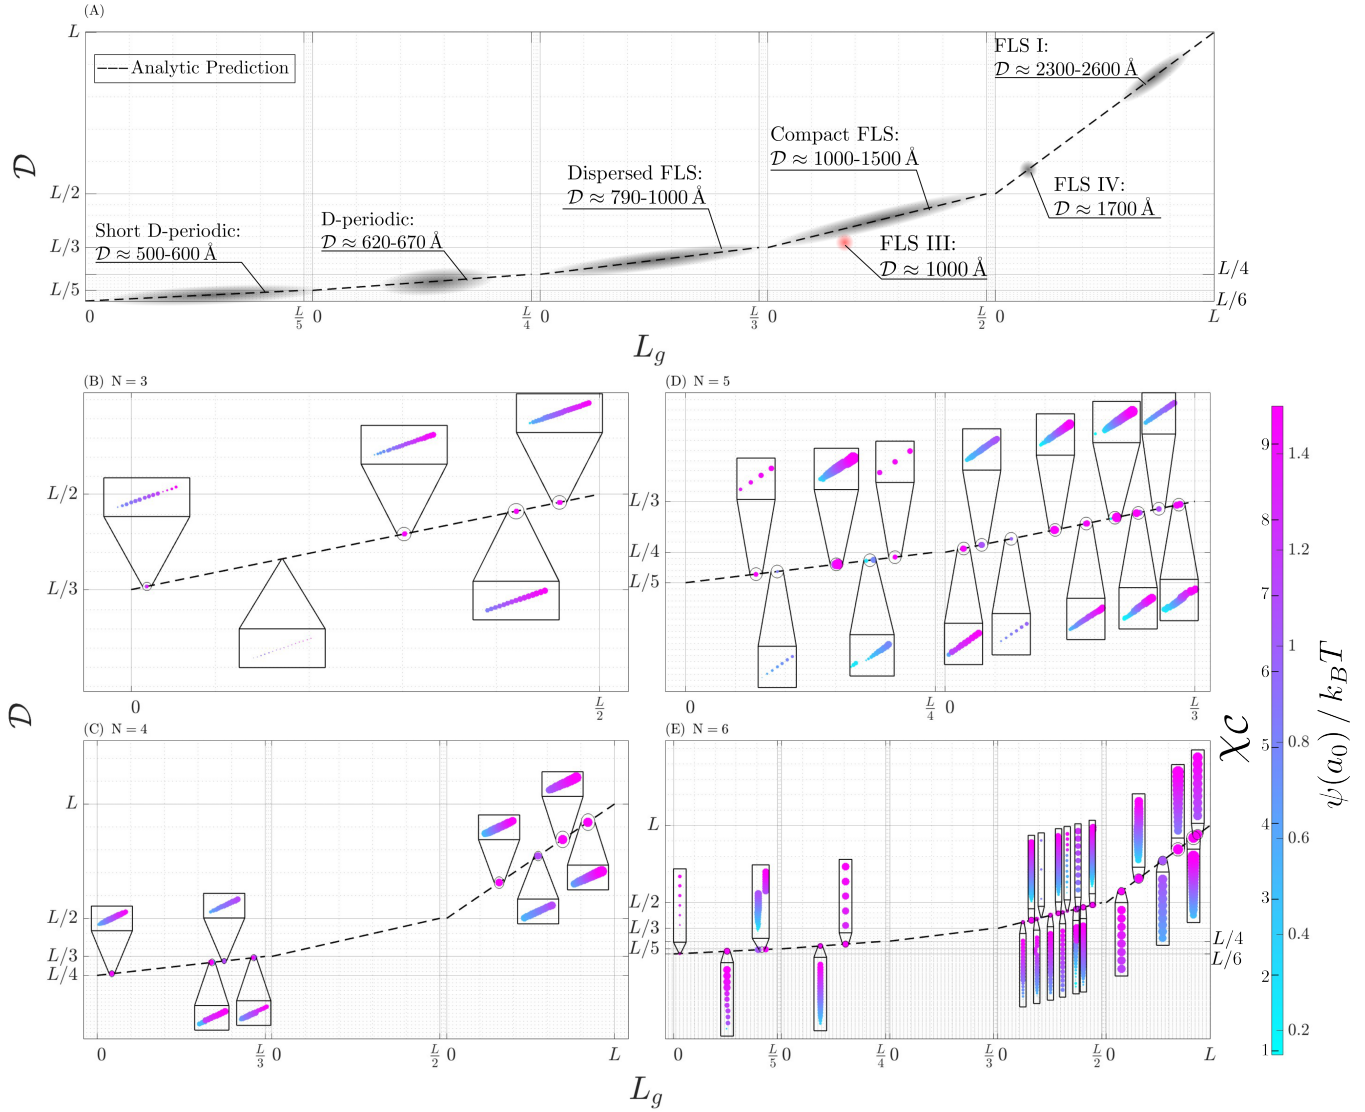 (A)
L
Analytic Prediction
FLS I:
𝒟 ≈ 2300-2600 Å
Compact FLS:
𝒟 ≈ 1000-1500 Å
Dispersed FLS:
𝒟 ≈ 790-1000 Å
FLS IV:
𝒟 ≈ 1700 Å
𝒟
L/2
D-periodic:
𝒟 ≈ 620-670 Å
Short D-periodic:
𝒟 ≈ 500-600 Å
FLS III:
𝒟 ≈ 1000 Å
L/3
L/4
L/5
L/6
0 L/5 0 L/4 0 L/3 0 L/2 0 L
L_g
(B) N = 3
L/2
L/3
0 L/2
(D) N = 5
L/3
L/4
L/5
0 L/4 0 L/3
𝒟
(C) N = 4
L
L/2
L/3
L/4
0 L/3 0 L/2 0 L
(E) N = 6
L
L/2
L/3
L/5
L/4
L/6
0 L/5 0 L/4 0 L/3 0 L/2 0 L
L_g
9
8
7
6
5
4
3
2
1
χ_𝒞
1.4
1.2
1
0.8
0.6
0.4
0.2
ψ(a₀) / k_BT